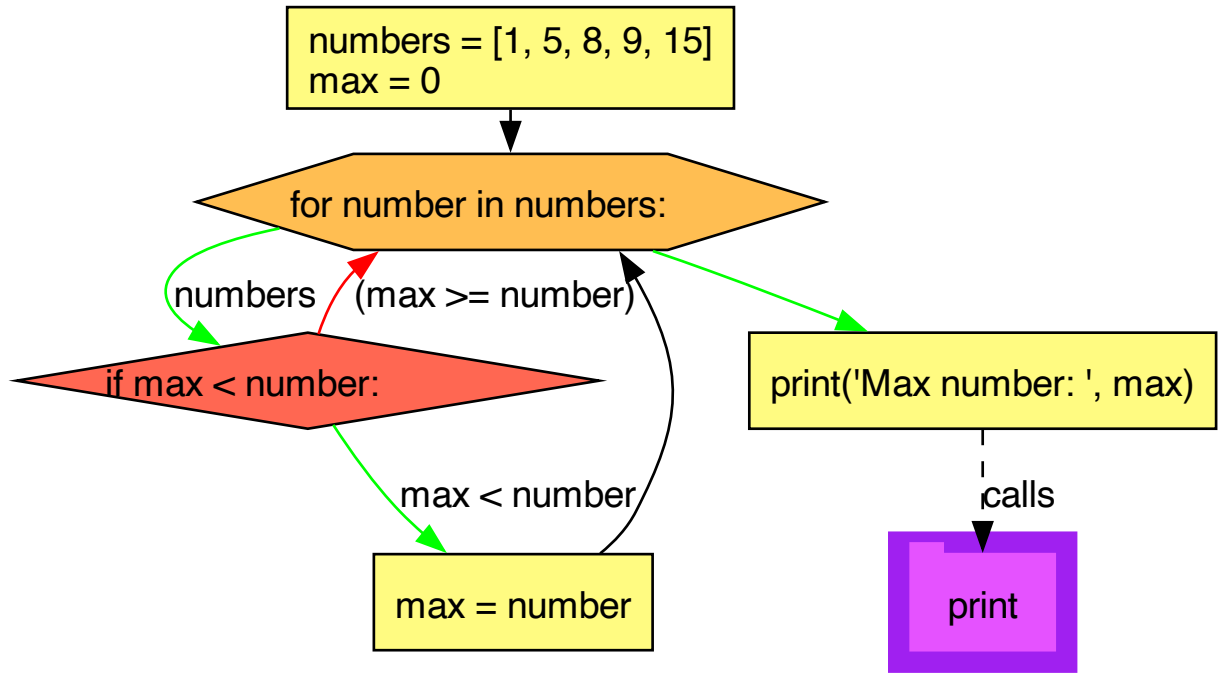 numbers = [1, 5, 8, 9, 15]
max = 0
for number in numbers:
numbers
(max >= number)
if max < number:
print('Max number: ', max)
max < number
calls
max = number
print